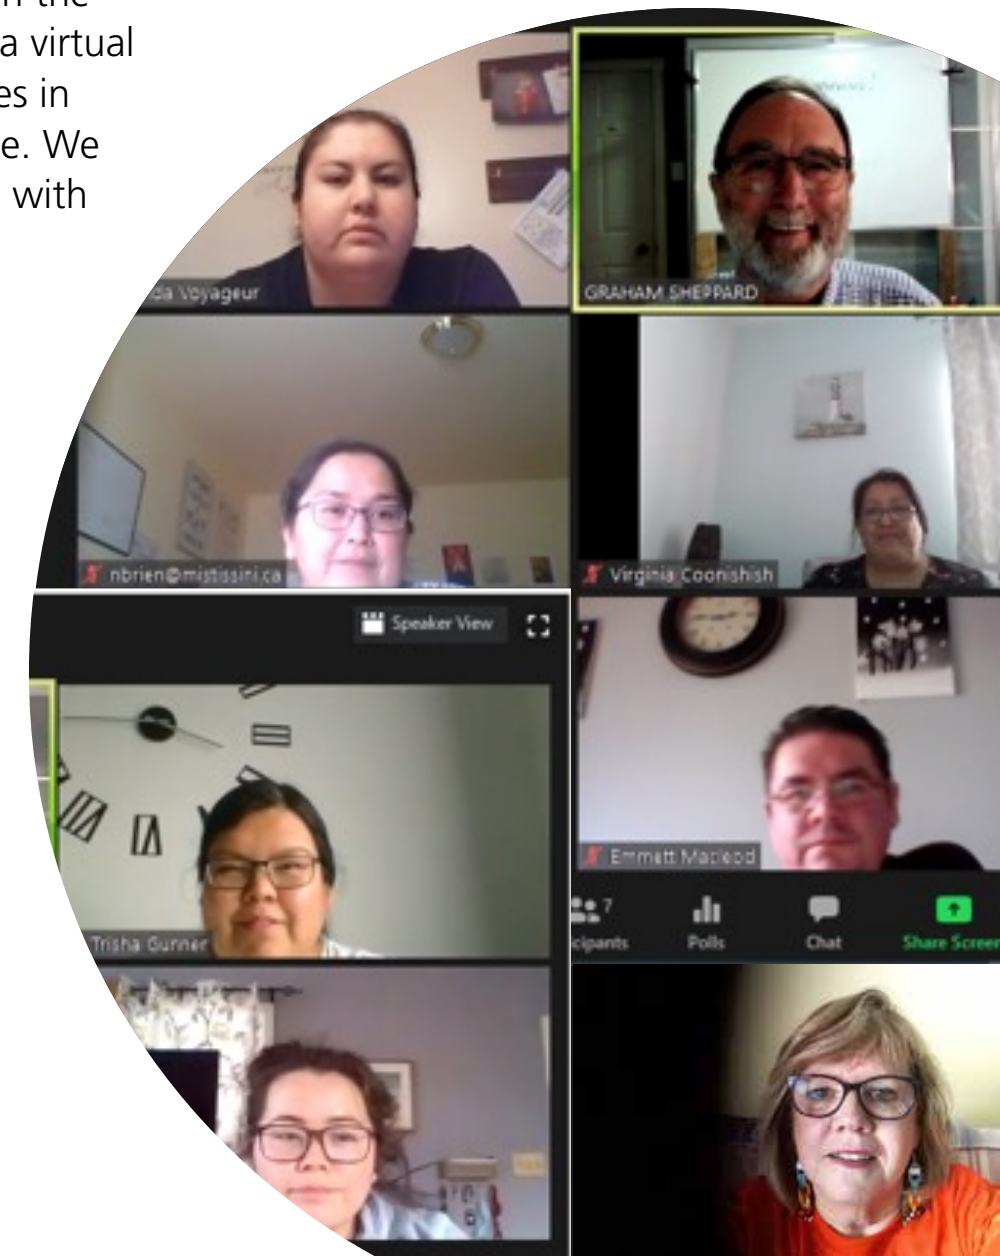 a virtual
es in
e. We
with
da Voyageur
GRAHAM SHEPPARD
nbrien@mistissini.ca
Virginia Coonishish
Speaker View
Trisha Gunner
Emmett Macleod
7
cipants
Polls
Chat
Share Screen